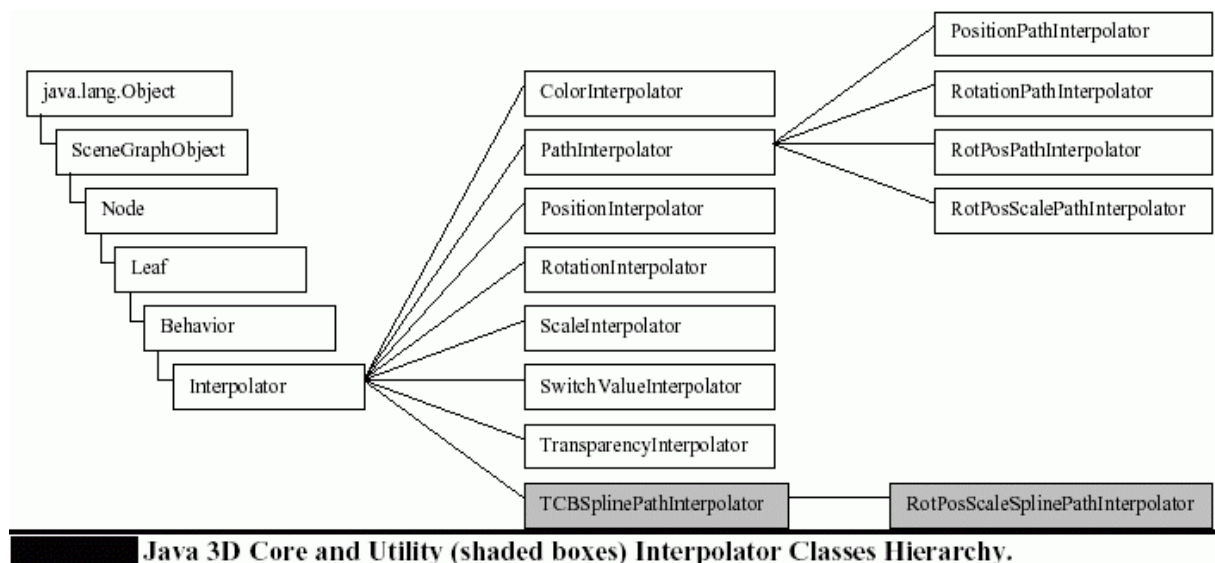 java.lang.Object
SceneGraphObject
Node
Leaf
Behavior
Interpolator
ColorInterpolator
PathInterpolator
PositionInterpolator
RotationInterpolator
ScaleInterpolator
SwitchValueInterpolator
TransparencyInterpolator
TCBSplinePathInterpolator
PositionPathInterpolator
RotationPathInterpolator
RotPosPathInterpolator
RotPosScalePathInterpolator
RotPosScaleSplinePathInterpolator
Java 3D Core and Utility (shaded boxes) Interpolator Classes Hierarchy.